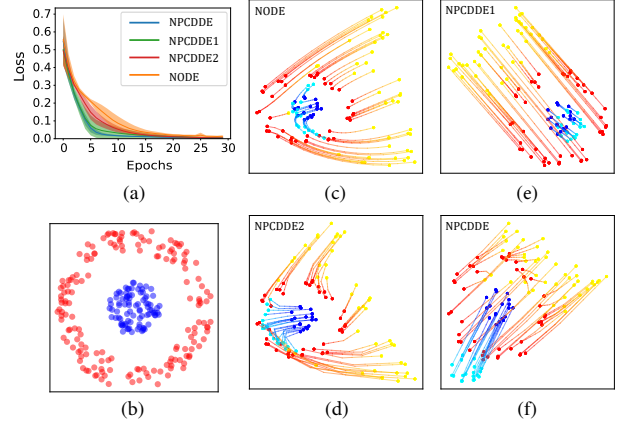 0.7
0.6
0.5
0.4
0.3
0.2
0.1
0.0
Loss
NPCDDE
NPCDDE1
NPCDDE2
NODE
0 5 10 15 20 25 30
Epochs
(a)
NODE
(c)
NPCDDE1
(e)
(b)
NPCDDE2
(d)
NPCDDE
(f)